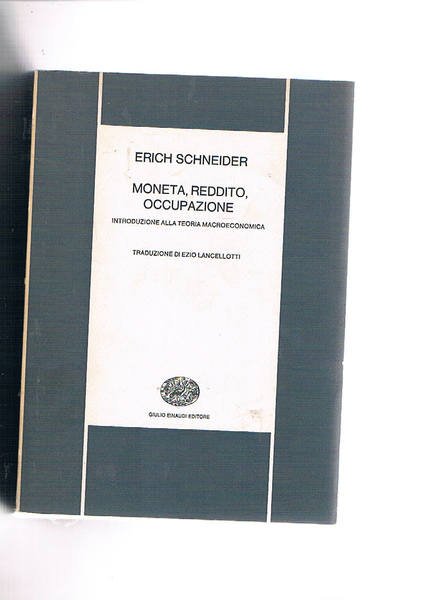 ERICH SCHNEIDER
MONETA, REDDITO,
OCCUPAZIONE
INTRODUZIONE ALLA TEORIA MACROECONOMICA
TRADUZIONE DI EZIO LANCELLOTTI
GIULIO EINAUDI EDITORE